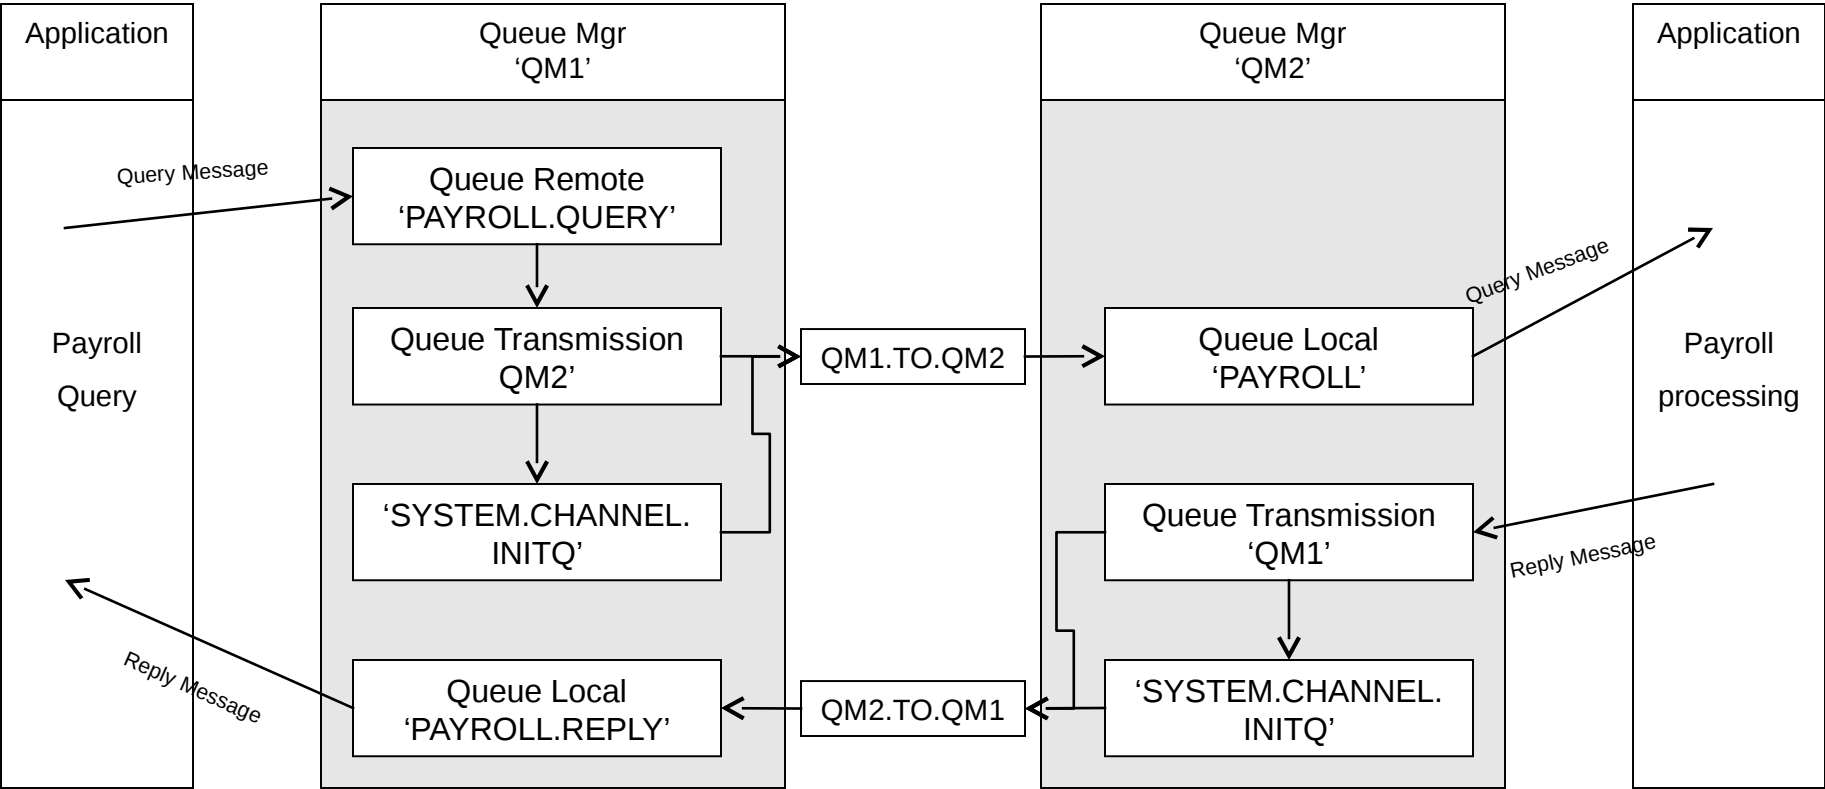 Application
Queue Mgr
‘QM1’
Queue Mgr
‘QM2’
Application
Query Message
Queue Remote
‘PAYROLL.QUERY’
Query Message
Payroll
Query
Queue Transmission
QM2’
QM1.TO.QM2
Queue Local
‘PAYROLL’
Payroll
processing
‘SYSTEM.CHANNEL.
INITQ’
Queue Transmission
‘QM1’
Reply Message
Reply Message
Queue Local
‘PAYROLL.REPLY’
QM2.TO.QM1
‘SYSTEM.CHANNEL.
INITQ’